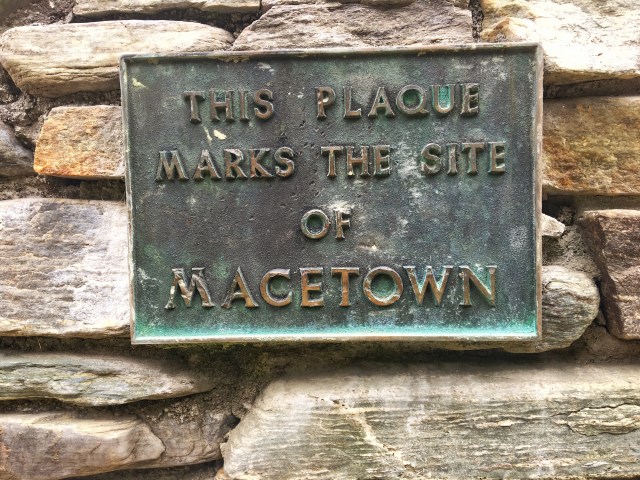 THIS PLAQUE
MARKS THE SITE
OF
MACETOWN